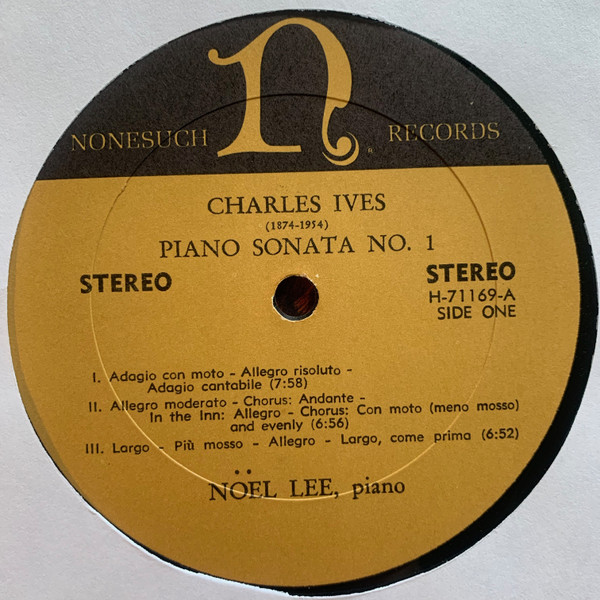 n
NONESUCH RECORDS
CHARLES IVES
(1874-1954)
PIANO SONATA NO. 1
STEREO STEREO
H-71169-A
SIDE ONE
I. Adagio con moto - Allegro risoluto -
Adagio cantabile (7:58)
II. Allegro moderato - Chorus: Andante -
In the Inn: Allegro - Chorus: Con moto (meno mosso)
and evenly (6:56)
III. Largo - Più mosso - Allegro - Largo, come prima (6:52)
NÖEL LEE, piano